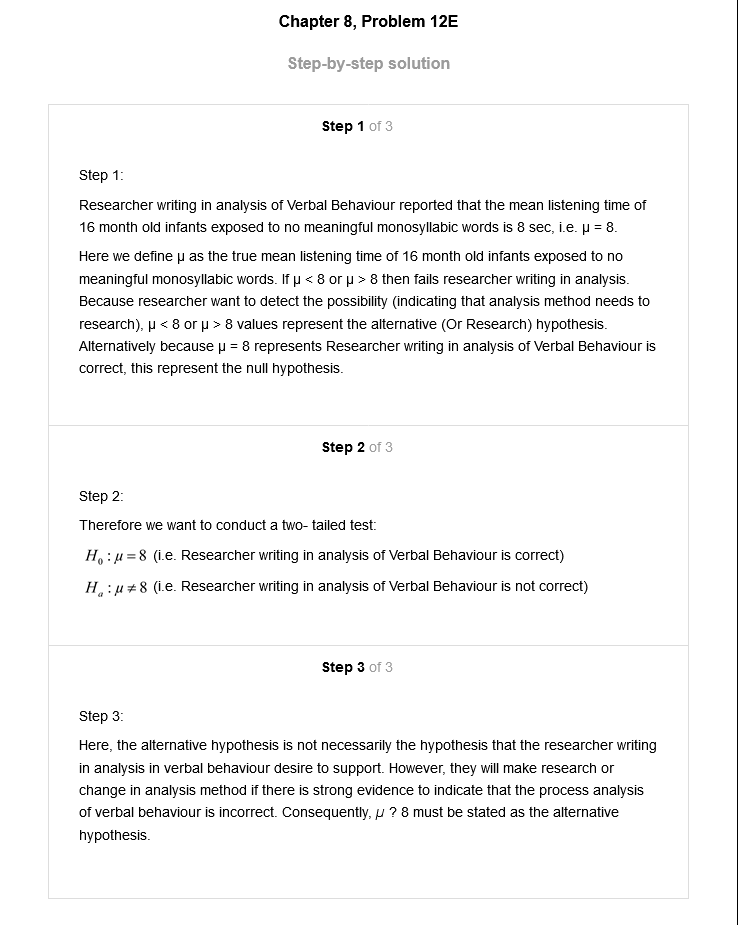 Chapter 8, Problem 12E
Step-by-step solution
Step 1 of 3
Step 1:
Researcher writing in analysis of Verbal Behaviour reported that the mean listening time of
16 month old infants exposed to no meaningful monosyllabic words is 8 sec, i.e. μ = 8.
Here we define μ as the true mean listening time of 16 month old infants exposed to no
meaningful monosyllabic words. If μ < 8 or μ > 8 then fails researcher writing in analysis.
Because researcher want to detect the possibility (indicating that analysis method needs to
research), μ < 8 or μ > 8 values represent the alternative (Or Research) hypothesis.
Alternatively because μ = 8 represents Researcher writing in analysis of Verbal Behaviour is
correct, this represent the null hypothesis.
Step 2 of 3
Step 2:
Therefore we want to conduct a two- tailed test:
H₀ : μ = 8 (i.e. Researcher writing in analysis of Verbal Behaviour is correct)
Hₐ : μ ≠ 8 (i.e. Researcher writing in analysis of Verbal Behaviour is not correct)
Step 3 of 3
Step 3:
Here, the alternative hypothesis is not necessarily the hypothesis that the researcher writing
in analysis in verbal behaviour desire to support. However, they will make research or
change in analysis method if there is strong evidence to indicate that the process analysis
of verbal behaviour is incorrect. Consequently, μ ? 8 must be stated as the alternative
hypothesis.